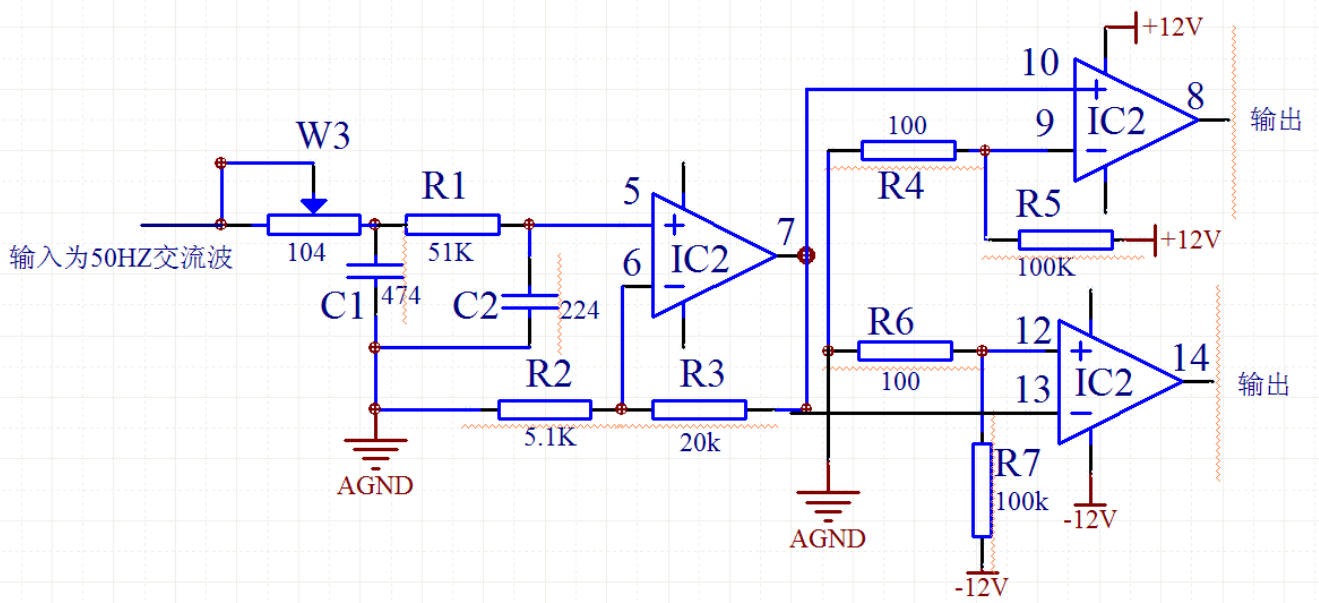 +12V
10
8
IC2
输出
9
100
R4
W3
R1
5
R5
+12V
100K
7
输入为50HZ交流波
104
51K
6
IC2
C1
474
C2
224
R6
12
14
IC2
输出
100
13
R2
R3
5.1K
20k
R7
100k
AGND
-12V
AGND
-12V